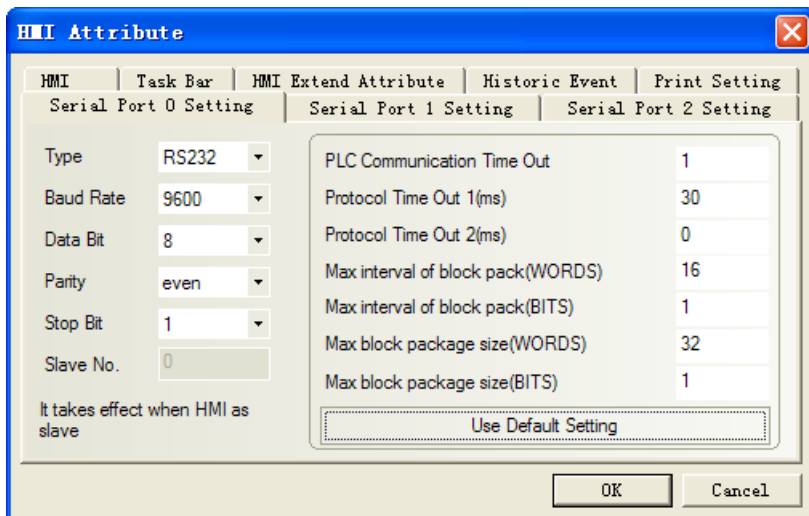 HMI Attribute
HMI Task Bar HMI Extend Attribute Historic Event Print Setting
Serial Port 0 Setting Serial Port 1 Setting Serial Port 2 Setting
Type RS232
Baud Rate 9600
Data Bit 8
Parity even
Stop Bit 1
Slave No. 0
It takes effect when HMI as
slave
PLC Communication Time Out 1
Protocol Time Out 1(ms) 30
Protocol Time Out 2(ms) 0
Max interval of block pack(WORDS) 16
Max interval of block pack(BITS) 1
Max block package size(WORDS) 32
Max block package size(BITS) 1
Use Default Setting
OK Cancel